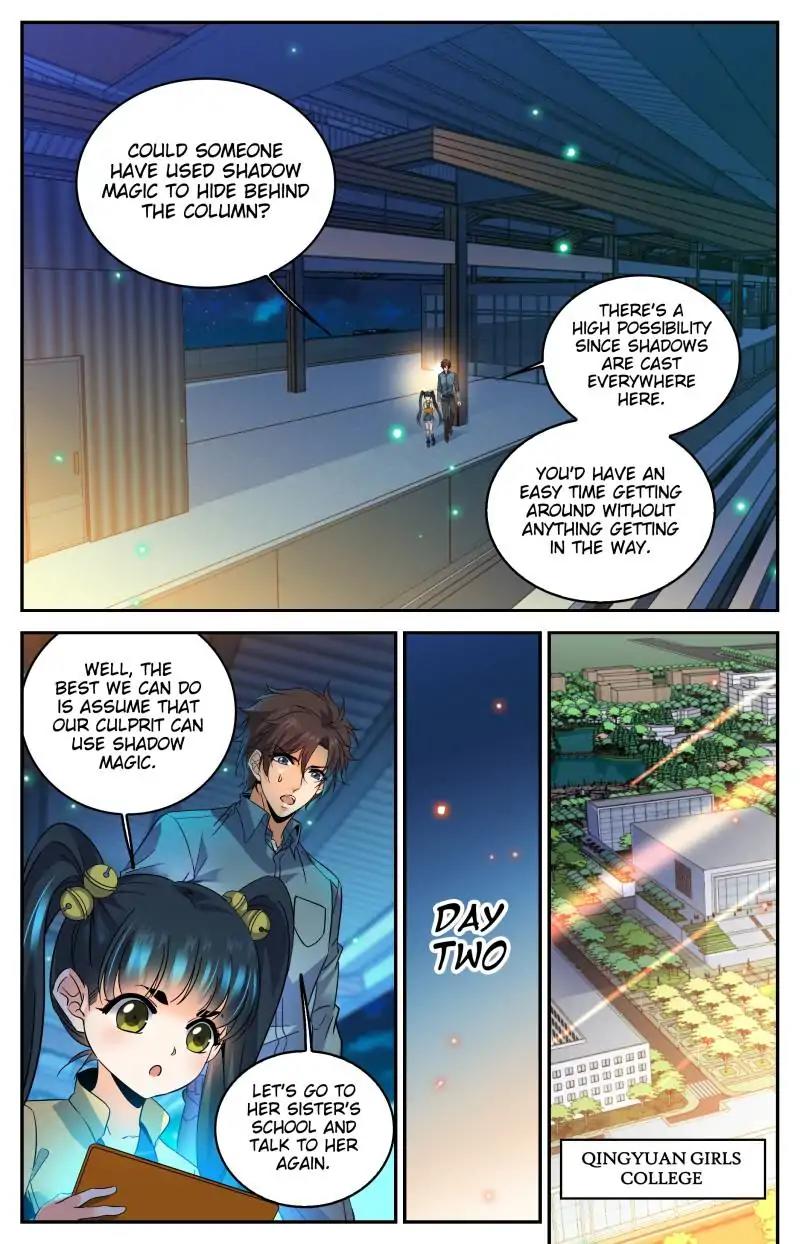 COULD SOMEONE
HAVE USED SHADOW
MAGIC TO HIDE BEHIND
THE COLUMN?
THERE'S A
HIGH POSSIBILITY
SINCE SHADOWS
ARE CAST
EVERYWHERE
HERE.
YOU'D HAVE AN
EASY TIME GETTING
AROUND WITHOUT
ANYTHING GETTING
IN THE WAY.
WELL, THE
BEST WE CAN DO
IS ASSUME THAT
OUR CULPRIT CAN
USE SHADOW
MAGIC.
LET'S GO TO
HER SISTER'S
SCHOOL AND
TALK TO HER
AGAIN.
DAY
TWO
QINGYUAN GIRLS
COLLEGE